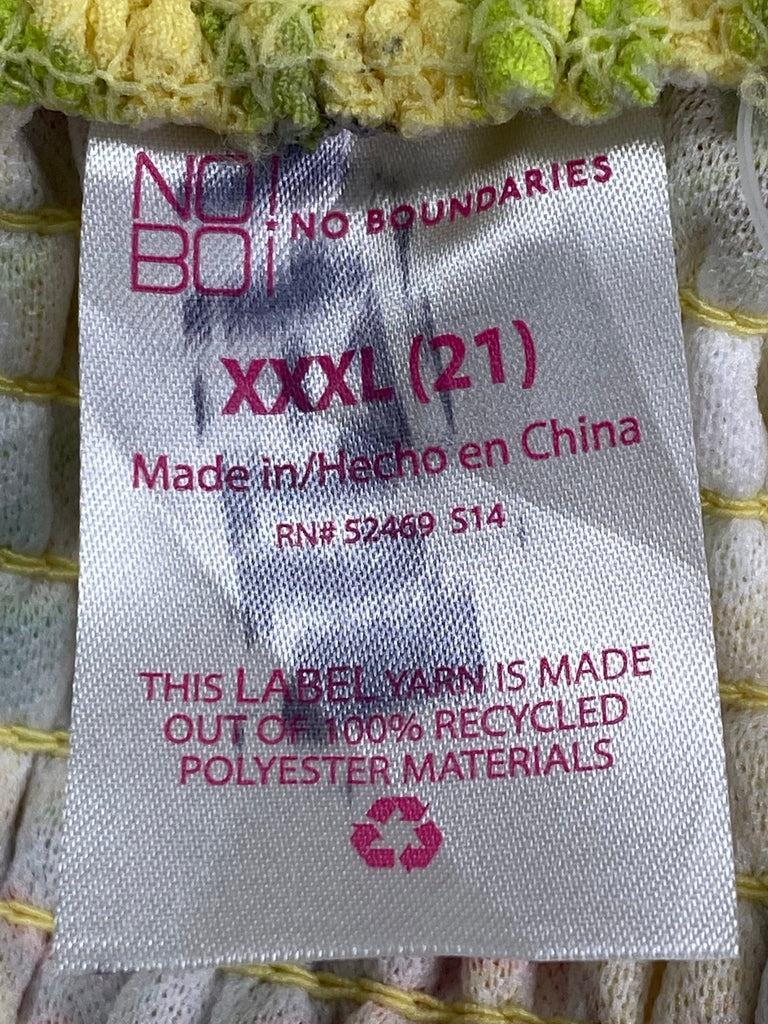 NO!
BO!
NO BOUNDARIES
XXXL (21)
Made in/Hecho en China
RN# 52469 S14
THIS LABEL YARN IS MADE
OUT OF 100% RECYCLED
POLYESTER MATERIALS